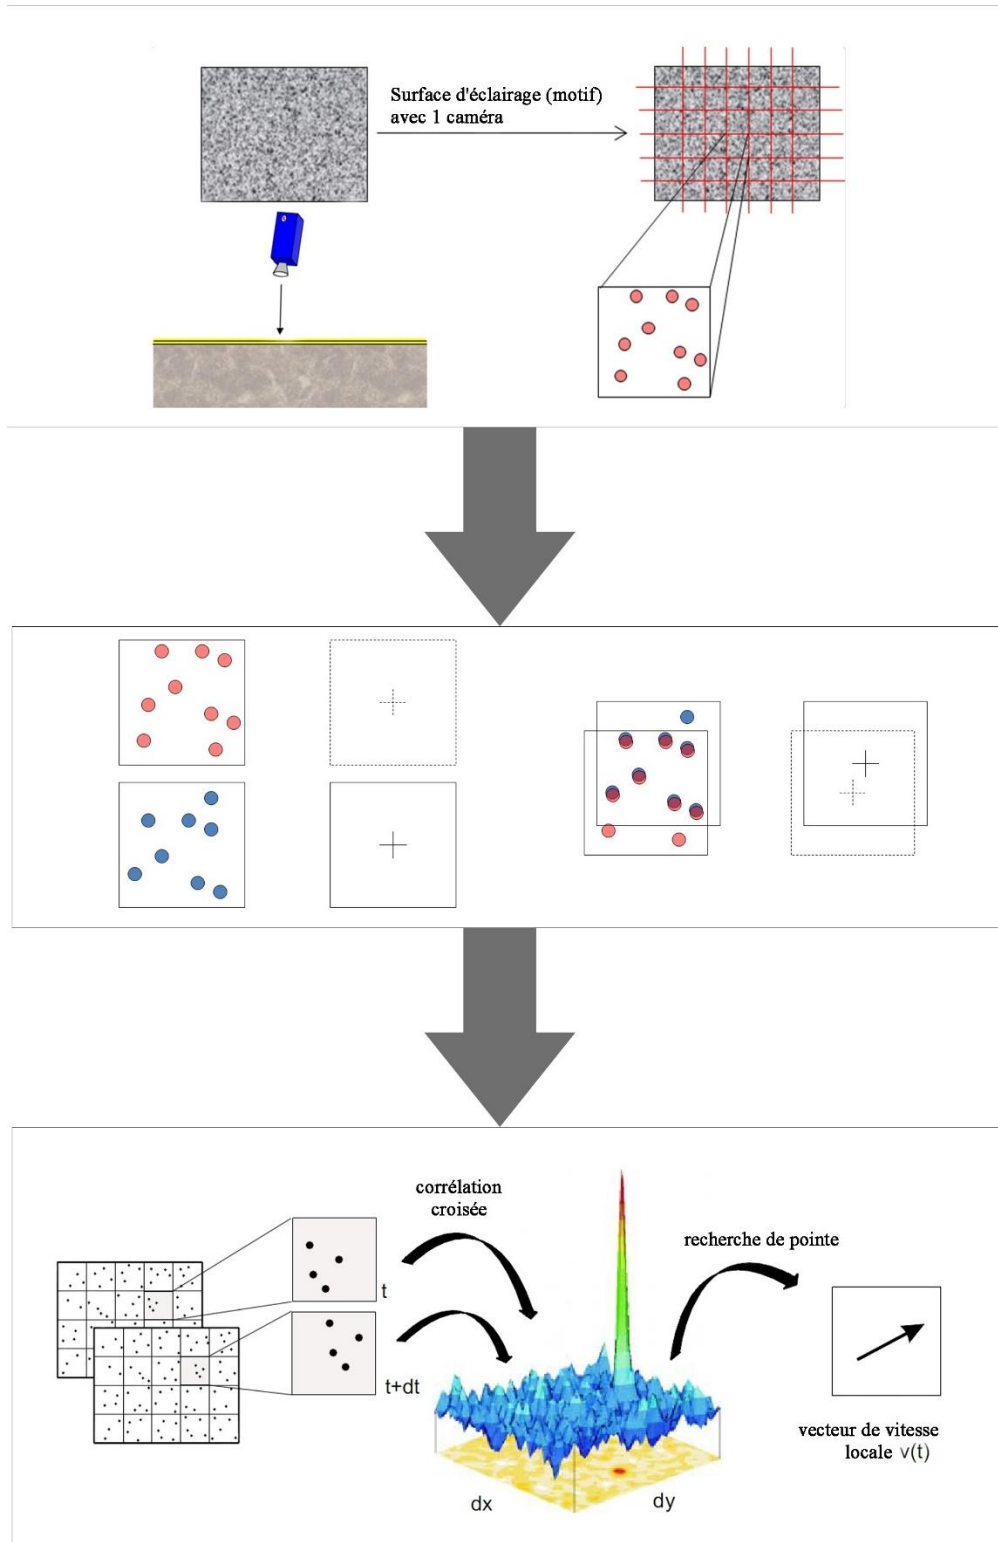 Surface d'éclairage (motif)
avec 1 caméra
corrélation
croisée
recherche de pointe
t
t+dt
dx
dy
vecteur de vitesse
locale v(t)